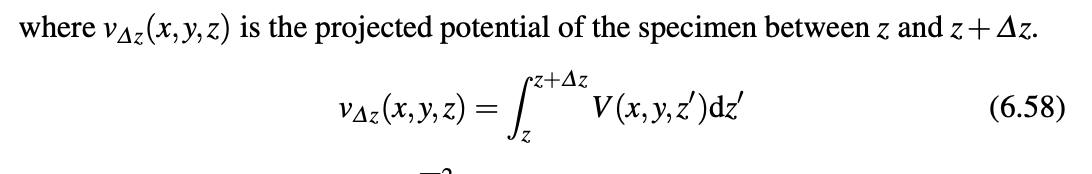 where v_{Δz}(x,y,z) is the projected potential of the specimen between z and z+Δz.
v_{Δz}(x,y,z) = ∫_z^{z+Δz} V(x,y,z′)dz′ (6.58)